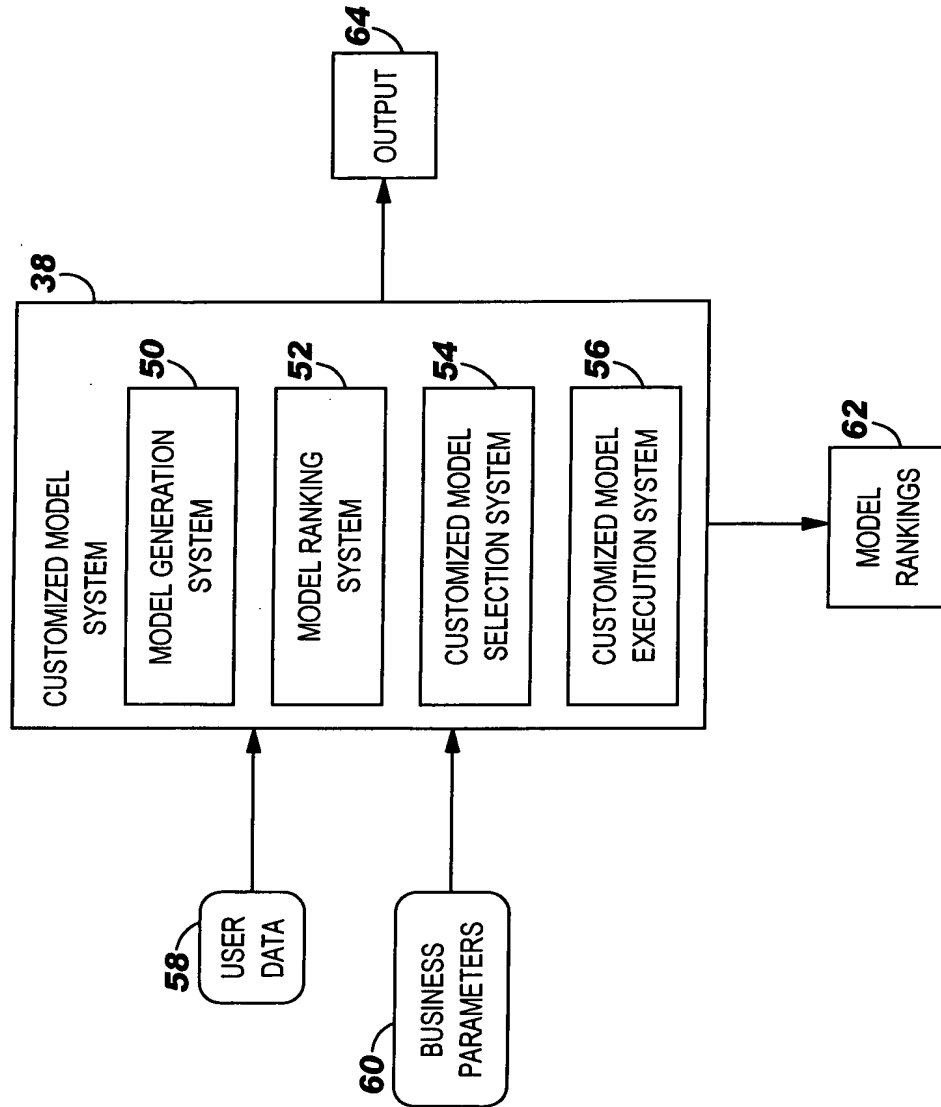 38
CUSTOMIZED MODEL
SYSTEM
50
MODEL GENERATION
SYSTEM
52
MODEL RANKING
SYSTEM
54
CUSTOMIZED MODEL
SELECTION SYSTEM
56
CUSTOMIZED MODEL
EXECUTION SYSTEM
58
USER
DATA
60
BUSINESS
PARAMETERS
64
OUTPUT
62
MODEL
RANKINGS